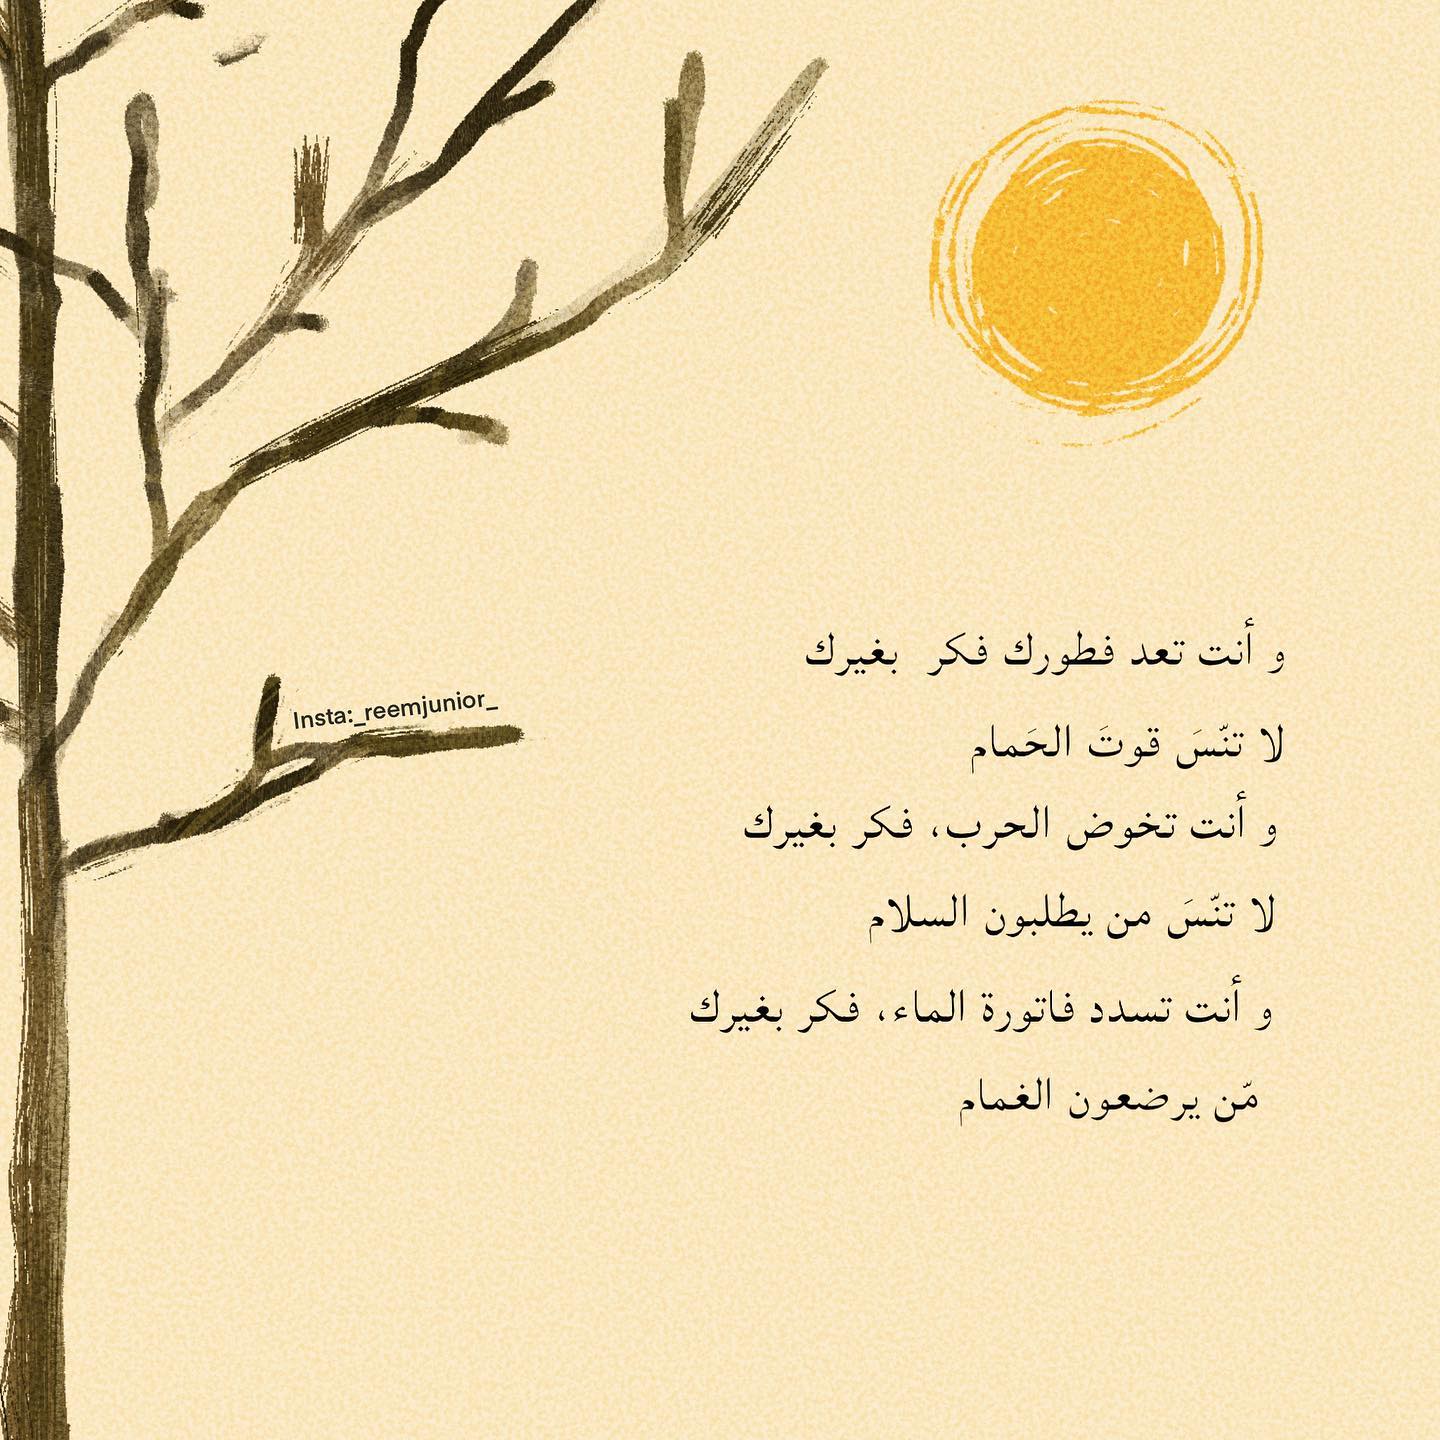 و أنت تعد فطورك فكر بغيرك
لا تنّسَ قوتَ الحَمام
و أنت تخوض الحرب، فكر بغيرك
لا تنّسَ من يطلبون السلام
و أنت تسدد فاتورة الماء، فكر بغيرك
مّن يرضعون الغمام
Insta:_reemjunior_